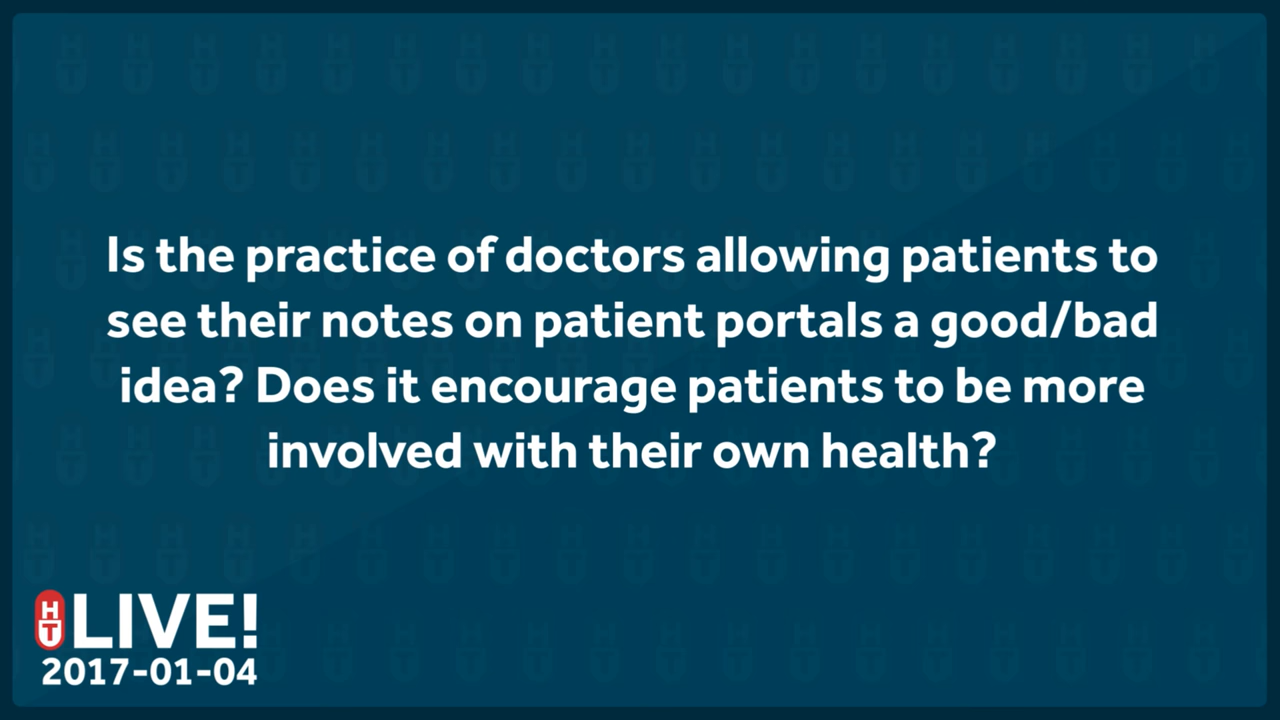 Is the practice of doctors allowing patients to
see their notes on patient portals a good/bad
idea? Does it encourage patients to be more
involved with their own health?
HT LIVE!
2017-01-04